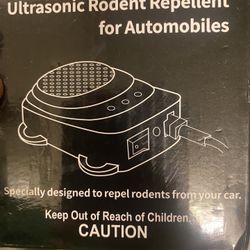 Ultrasonic Rodent Repellent
for Automobiles
Specially designed to repel rodents from your car.
Keep Out of Reach of Children.
CAUTION